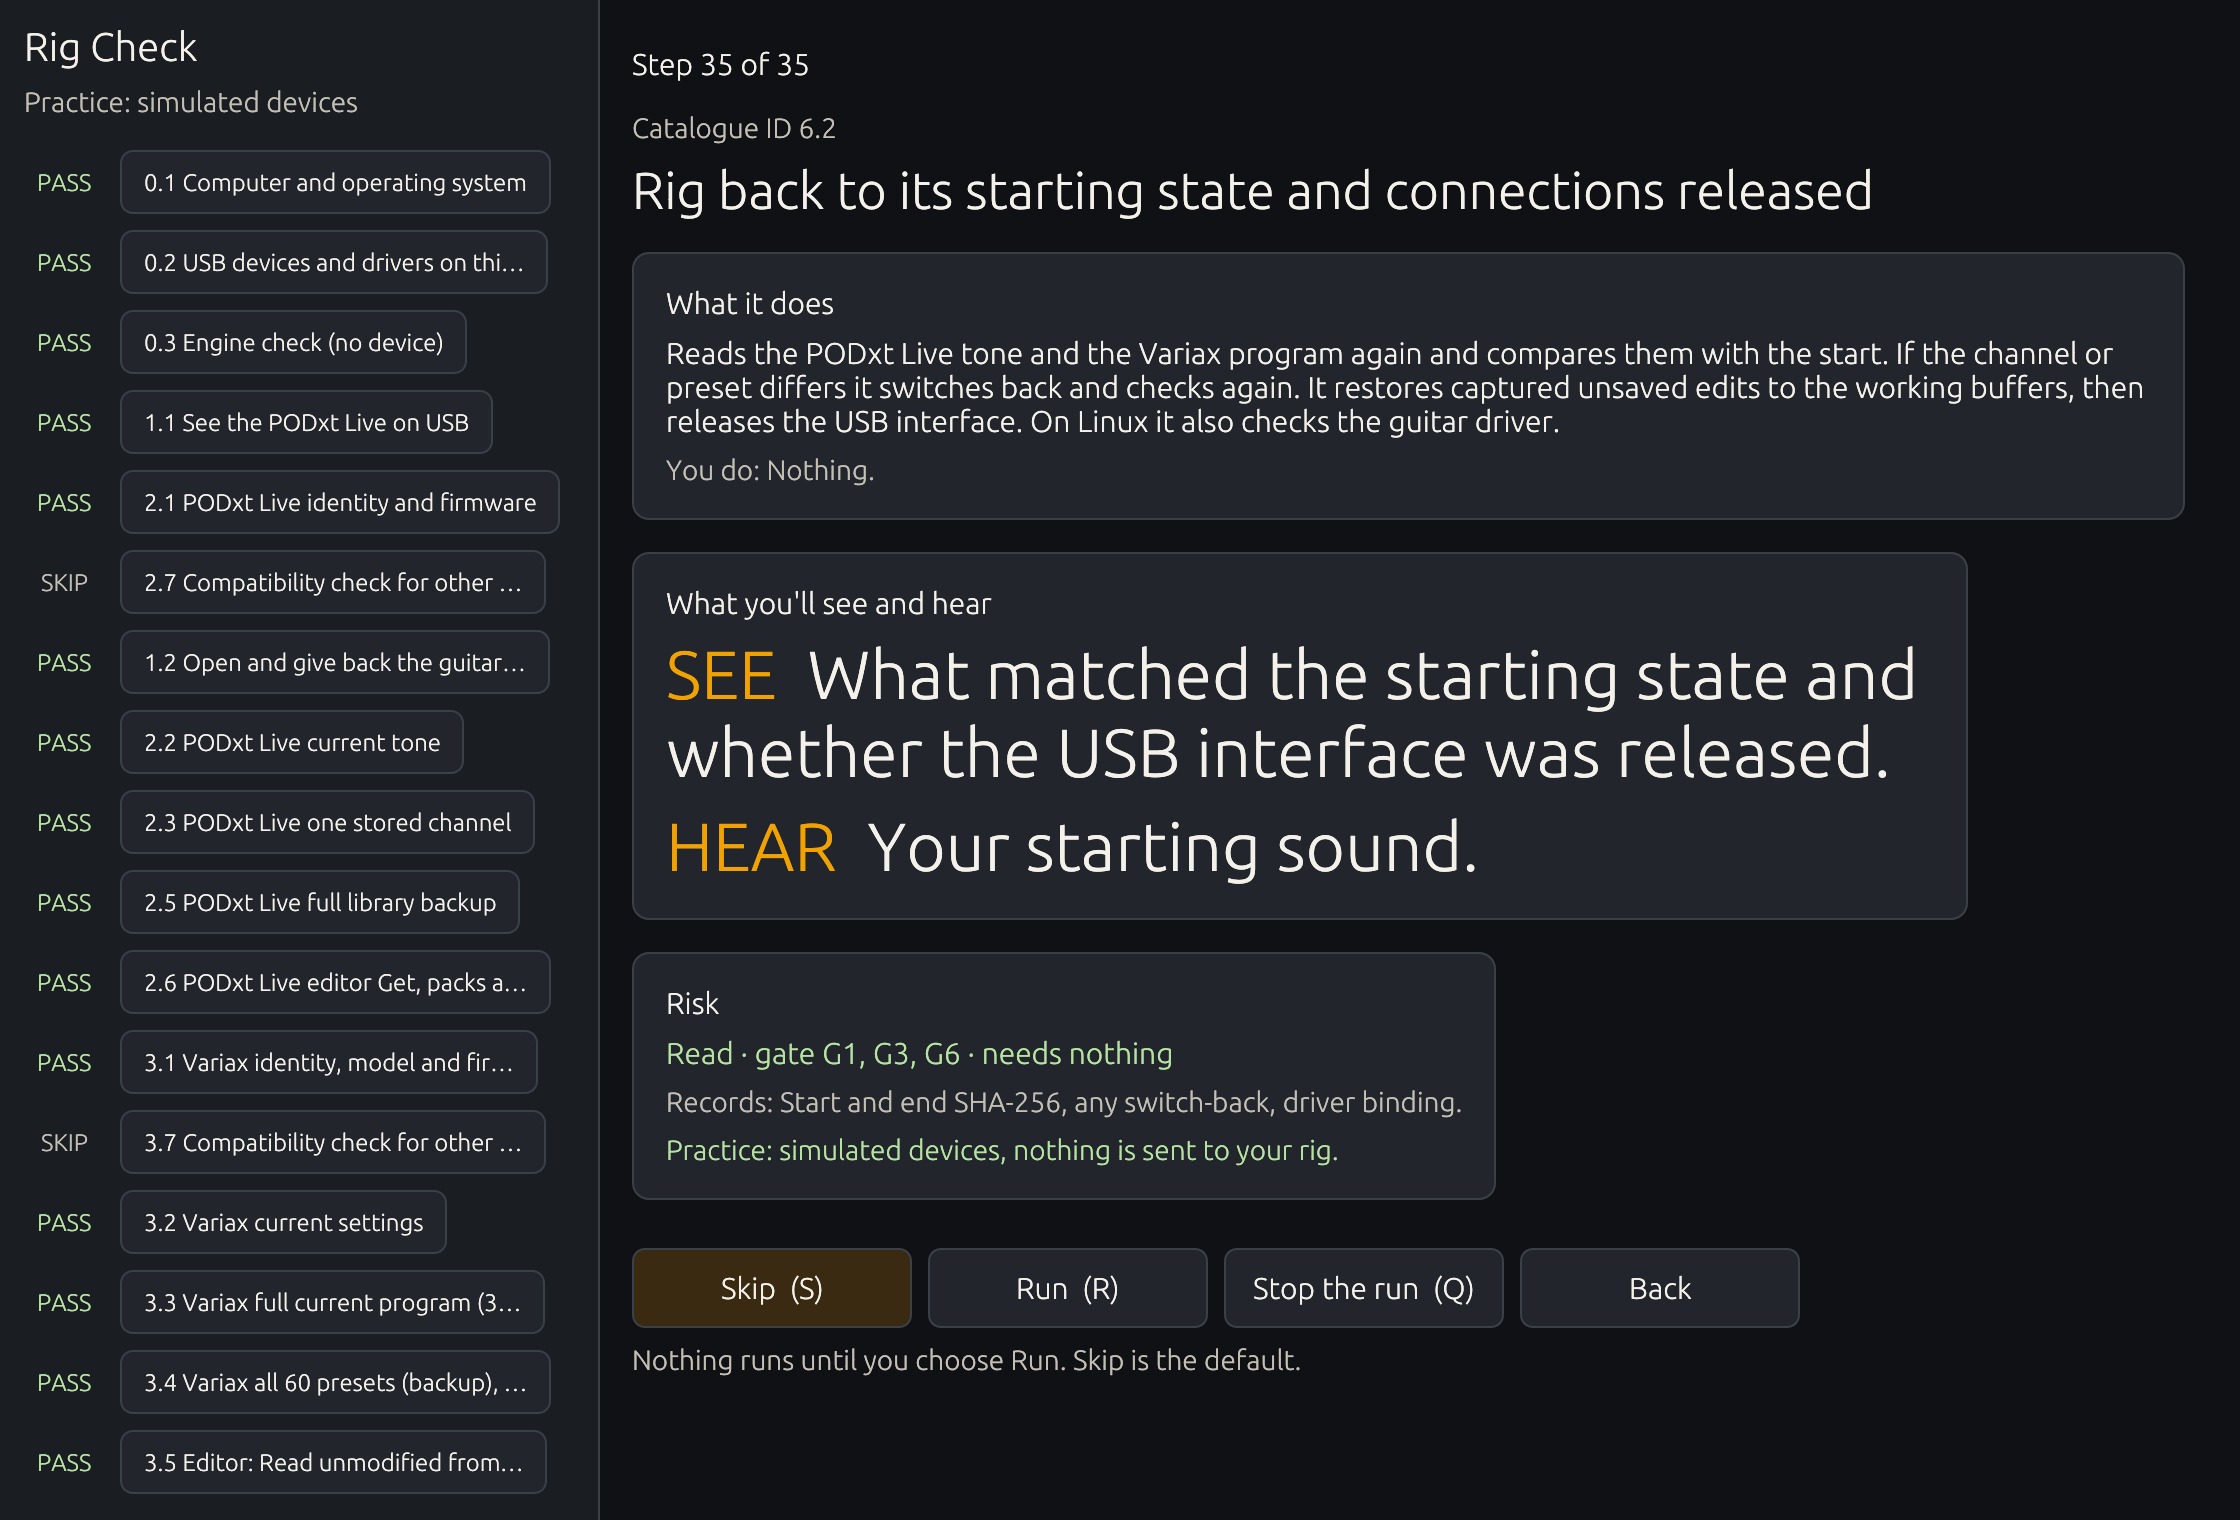 Rig Check
Practice: simulated devices
PASS 0.1 Computer and operating system
PASS 0.2 USB devices and drivers on thi…
PASS 0.3 Engine check (no device)
PASS 1.1 See the PODxt Live on USB
PASS 2.1 PODxt Live identity and firmware
SKIP 2.7 Compatibility check for other …
PASS 1.2 Open and give back the guitar…
PASS 2.2 PODxt Live current tone
PASS 2.3 PODxt Live one stored channel
PASS 2.5 PODxt Live full library backup
PASS 2.6 PODxt Live editor Get, packs a…
PASS 3.1 Variax identity, model and fir…
SKIP 3.7 Compatibility check for other …
PASS 3.2 Variax current settings
PASS 3.3 Variax full current program (3…
PASS 3.4 Variax all 60 presets (backup), …
PASS 3.5 Editor: Read unmodified from…
Step 35 of 35
Catalogue ID 6.2
Rig back to its starting state and connections released
What it does
Reads the PODxt Live tone and the Variax program again and compares them with the start. If the channel or
preset differs it switches back and checks again. It restores captured unsaved edits to the working buffers, then
releases the USB interface. On Linux it also checks the guitar driver.
You do: Nothing.
What you'll see and hear
SEE What matched the starting state and
whether the USB interface was released.
HEAR Your starting sound.
Risk
Read · gate G1, G3, G6 · needs nothing
Records: Start and end SHA-256, any switch-back, driver binding.
Practice: simulated devices, nothing is sent to your rig.
Skip (S)
Run (R)
Stop the run (Q)
Back
Nothing runs until you choose Run. Skip is the default.